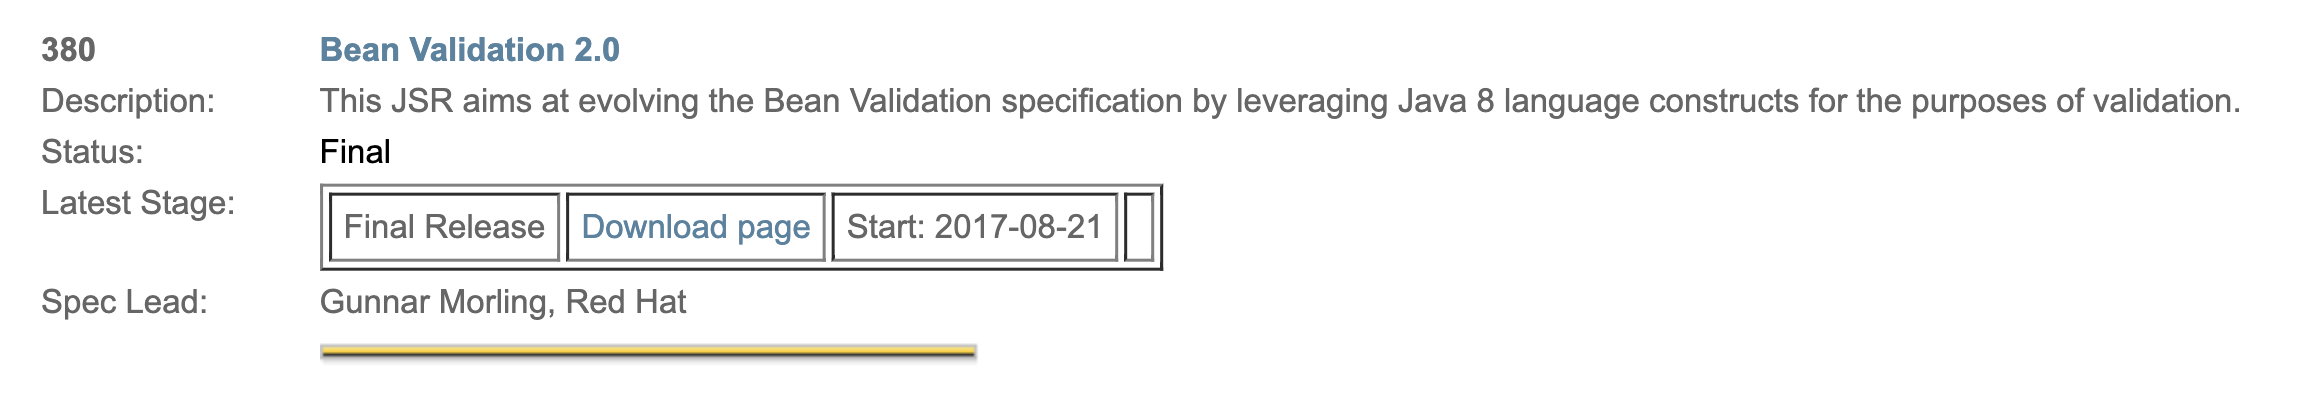 380 Bean Validation 2.0
Description: This JSR aims at evolving the Bean Validation specification by leveraging Java 8 language constructs for the purposes of validation.
Status: Final
Latest Stage: Final Release Download page Start: 2017-08-21
Spec Lead: Gunnar Morling, Red Hat